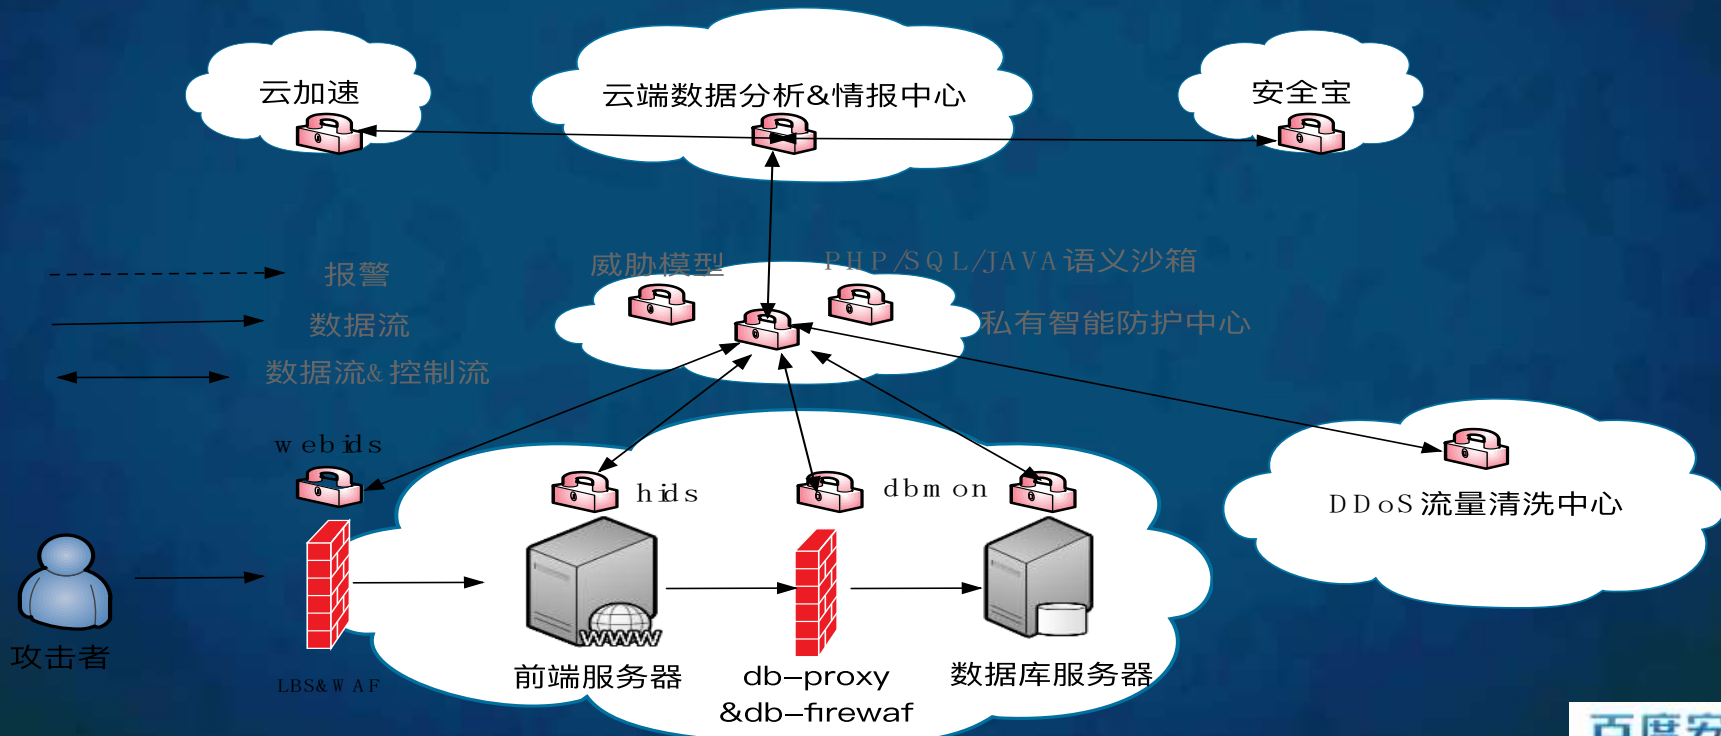 云加速
云端数据分析&情报中心
安全宝
威胁模型
PHP/SQL/JAVA语义沙箱
报警
数据流
私有智能防护中心
数据流&控制流
webids
hids
dbmon
DDoS流量清洗中心
攻击者
LBS&WAF
前端服务器
www
db-proxy
&db-firewaf
数据库服务器
百度安